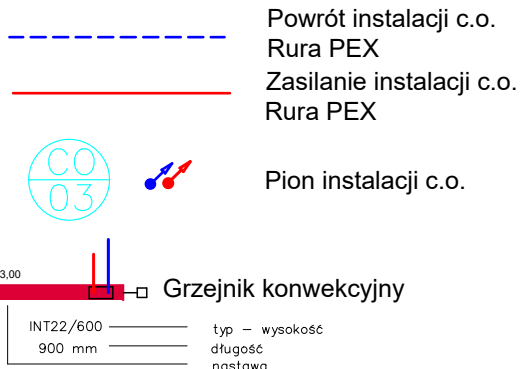 Powrót instalacji c.o.
Rura PEX
Zasilanie instalacji c.o.
Rura PEX
CO
03
Pion instalacji c.o.
3,00
Grzejnik konwekcyjny
INT22/600
typ – wysokość
900 mm
długość
nastawa